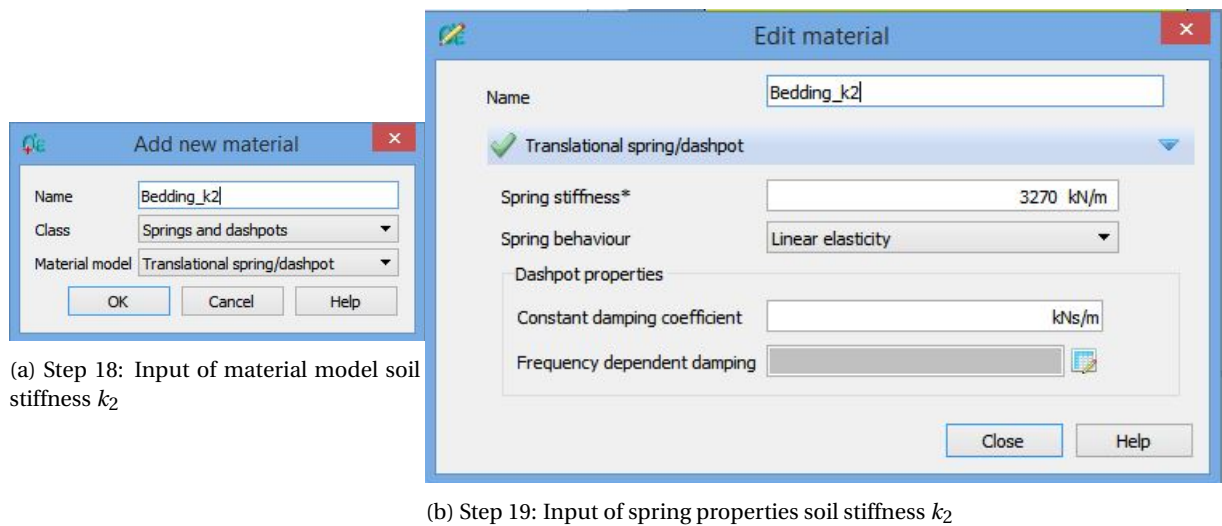 Add new material
Name Bedding_k2
Class Springs and dashpots
Material model Translational spring/dashpot
OK Cancel Help
(a) Step 18: Input of material model soil
stiffness k2
Edit material
Name Bedding_k2
Translational spring/dashpot
Spring stiffness* 3270 kN/m
Spring behaviour Linear elasticity
Dashpot properties
Constant damping coefficient kNs/m
Frequency dependent damping
Close Help
(b) Step 19: Input of spring properties soil stiffness k2